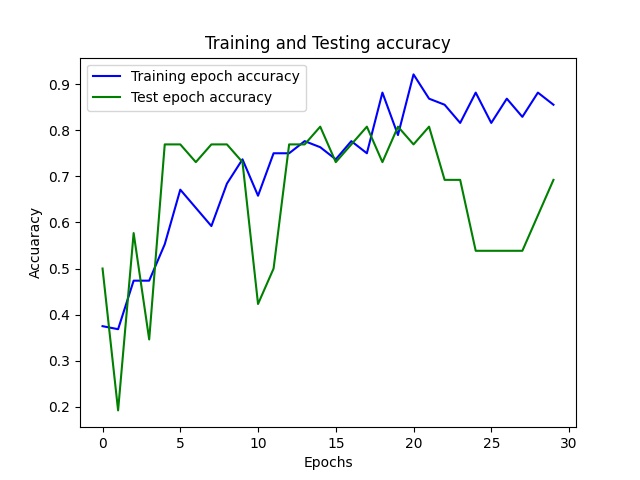 Training and Testing accuracy
Training epoch accuracy
Test epoch accuracy
Accuaracy
0.9
0.8
0.7
0.6
0.5
0.4
0.3
0.2
0 5 10 15 20 25 30
Epochs